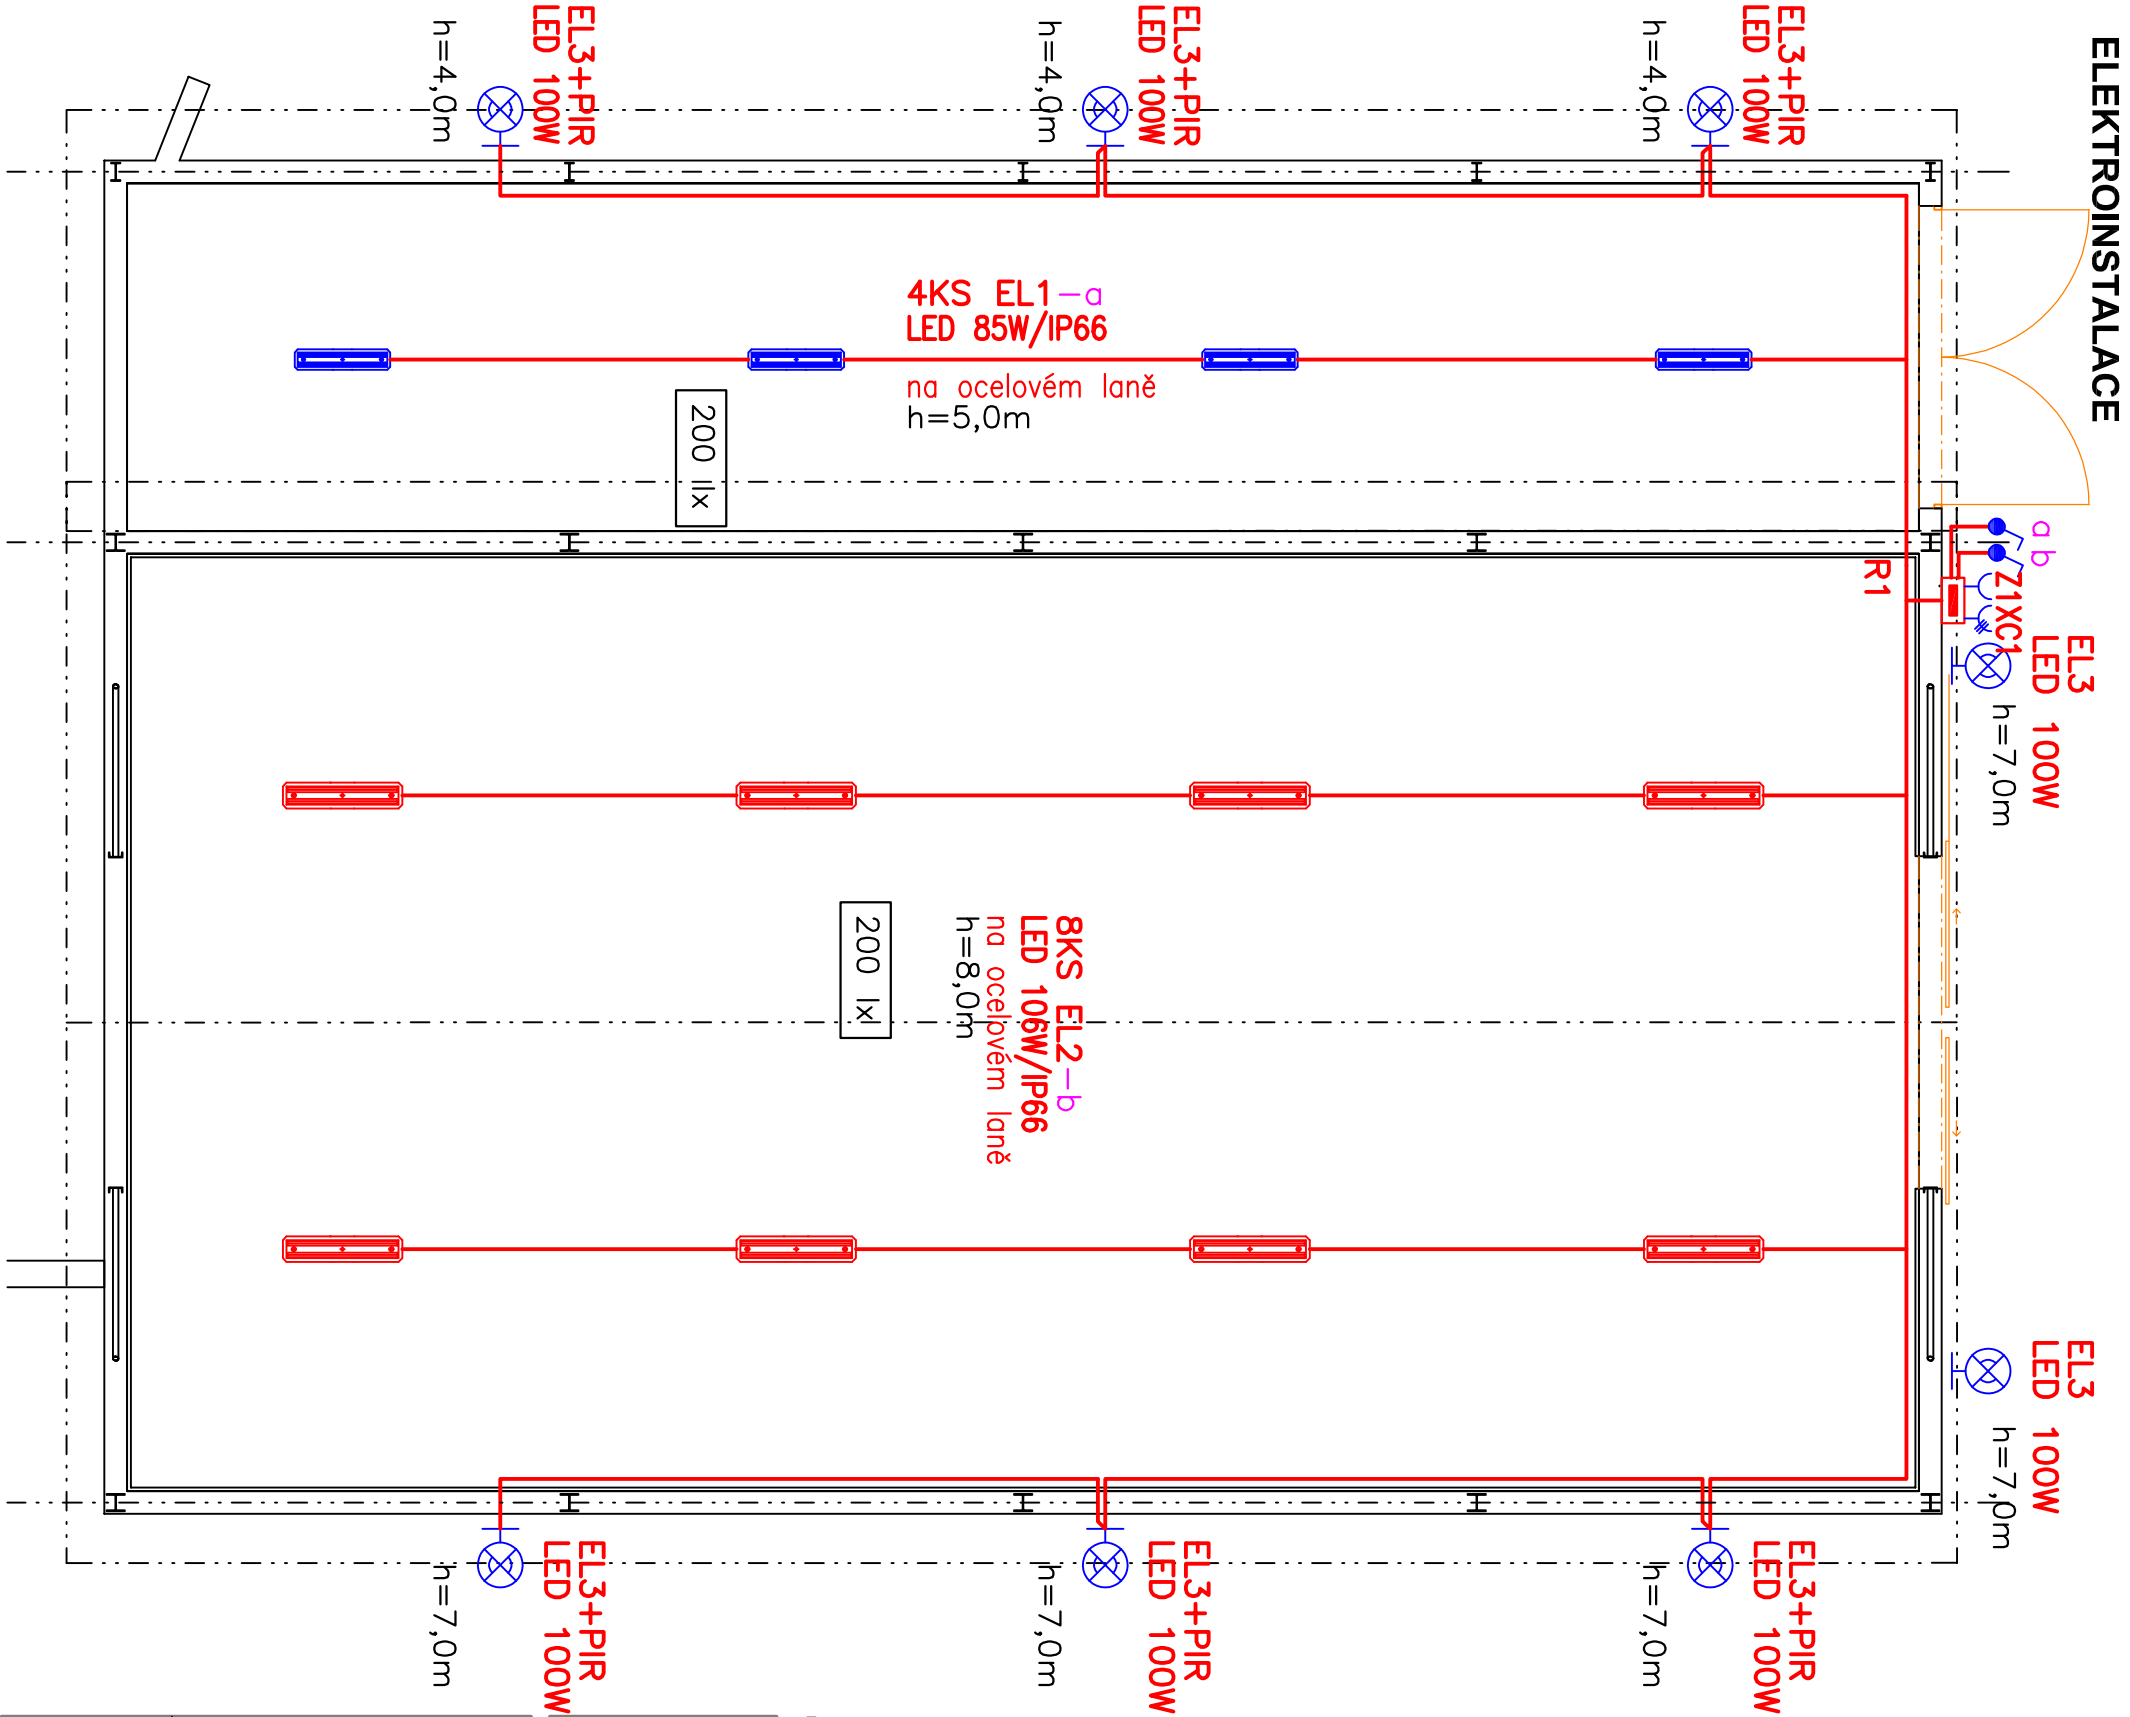 ELEKTROINSTALACE
EL3+PIR
LED 100W
h=4,0m
EL3+PIR
LED 100W
h=4,0m
EL3+PIR
LED 100W
h=4,0m
4KS EL1-a
LED 85W/IP66
na ocelovém laně
h=5,0m
200 lx
a
b
R1
Z1XC1
EL3
LED 100W
h=7,0m
8KS EL2-b
LED 106W/IP66
na ocelovém laně
h=8,0m
200 lx
EL3
LED 100W
h=7,0m
EL3+PIR
LED 100W
h=7,0m
EL3+PIR
LED 100W
h=7,0m
EL3+PIR
LED 100W
h=7,0m